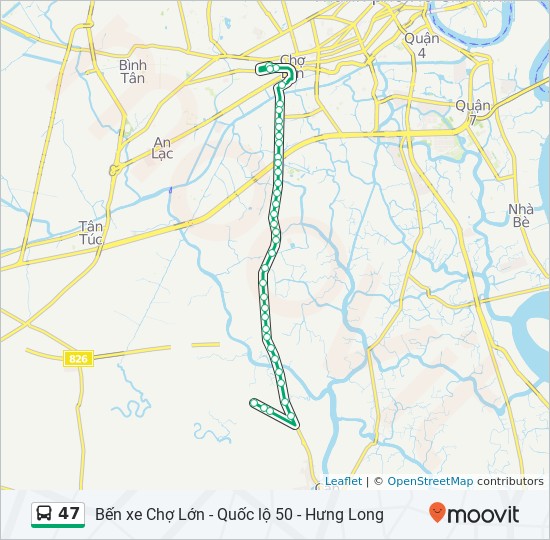 Quận
4
Bình
Tân
Chợ
Lớn
Quận
7
An
Lạc
Nhà
Bè
Tân
Túc
826
Leaflet | © OpenStreetMap contributors
47 Bến xe Chợ Lớn - Quốc lộ 50 - Hưng Long
moovit